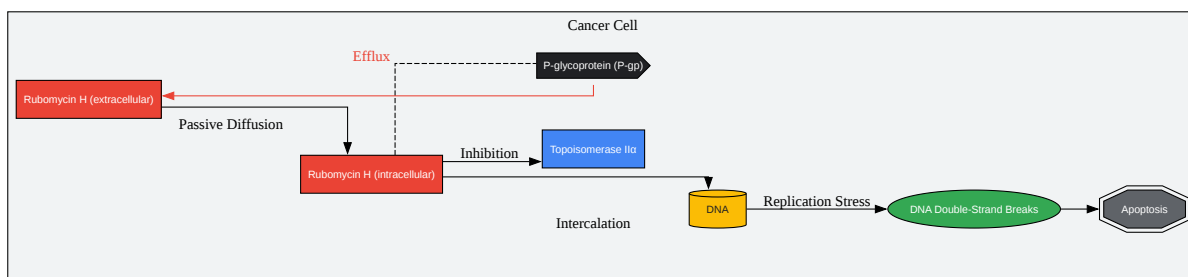 Cancer Cell
Efflux
P-glycoprotein (P-gp)
Rubomycin H (extracellular)
Passive Diffusion
Topoisomerase IIα
Inhibition
Rubomycin H (intracellular)
Replication Stress
DNA
DNA Double-Strand Breaks
Apoptosis
Intercalation